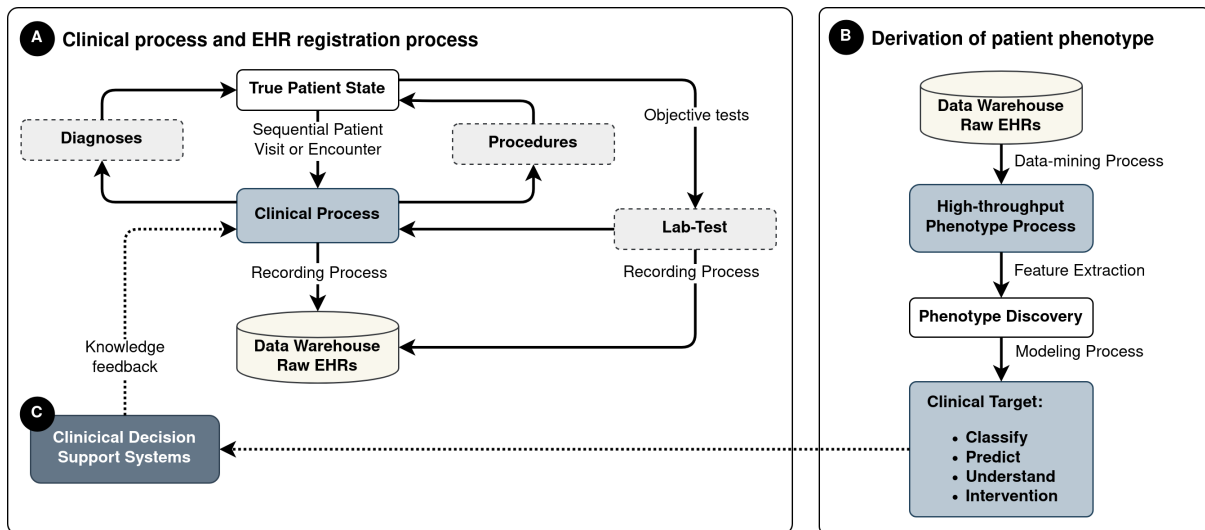 A
Clinical process and EHR registration process
True Patient State
Diagnoses
Sequential Patient
Visit or Encounter
Procedures
Objective tests
Clinical Process
Lab-Test
Recording Process
Recording Process
Data Warehouse
Raw EHRs
Knowledge
feedback
C
Clinicical Decision
Support Systems
B
Derivation of patient phenotype
Data Warehouse
Raw EHRs
Data-mining Process
High-throughput
Phenotype Process
Feature Extraction
Phenotype Discovery
Modeling Process
Clinical Target:
• Classify
• Predict
• Understand
• Intervention